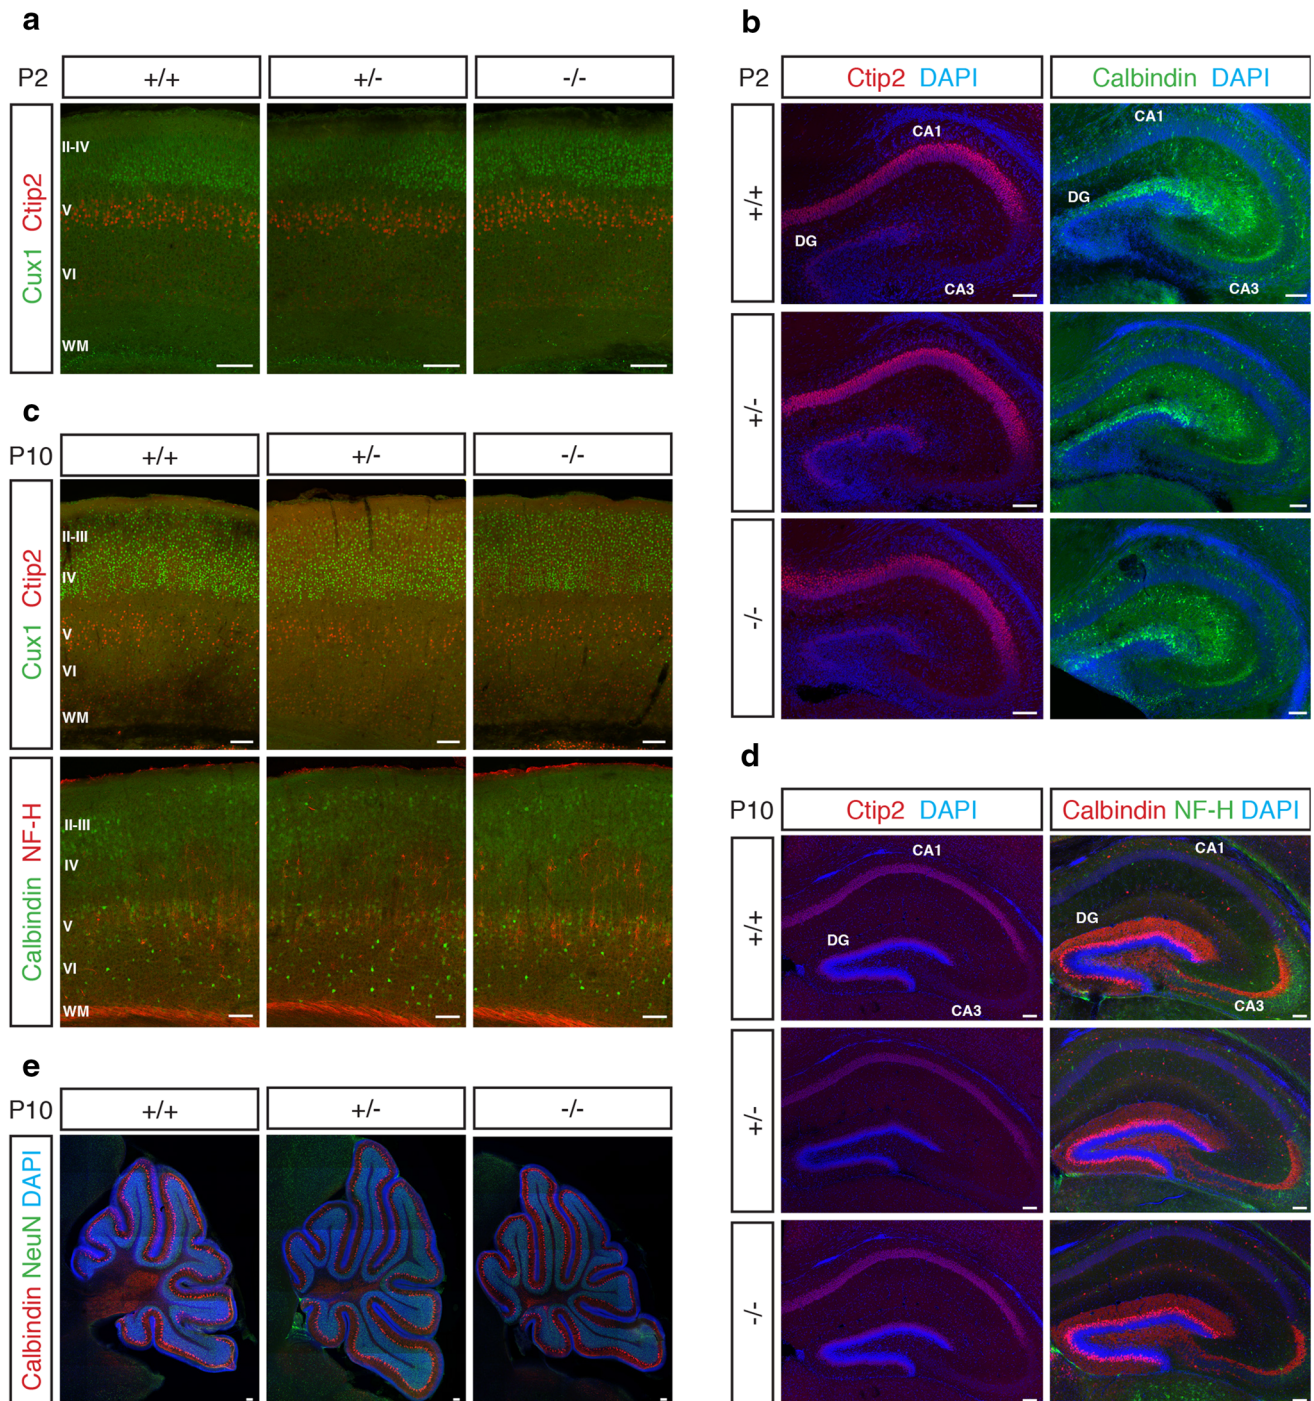 a
P2 +/+ +/- -/-
Cux1 Ctip2
II-IV
V
VI
WM
b
P2 Ctip2 DAPI Calbindin DAPI
+/+
CA1
DG
CA3
CA1
DG
CA3
+/-
-/-
c
P10 +/+ +/- -/-
Cux1 Ctip2
II-III
IV
V
VI
WM
Calbindin NF-H
II-III
IV
V
VI
WM
d
P10 Ctip2 DAPI Calbindin NF-H DAPI
+/+
CA1
DG
CA3
CA1
DG
CA3
+/-
-/-
e
P10 +/+ +/- -/-
Calbindin NeuN DAPI